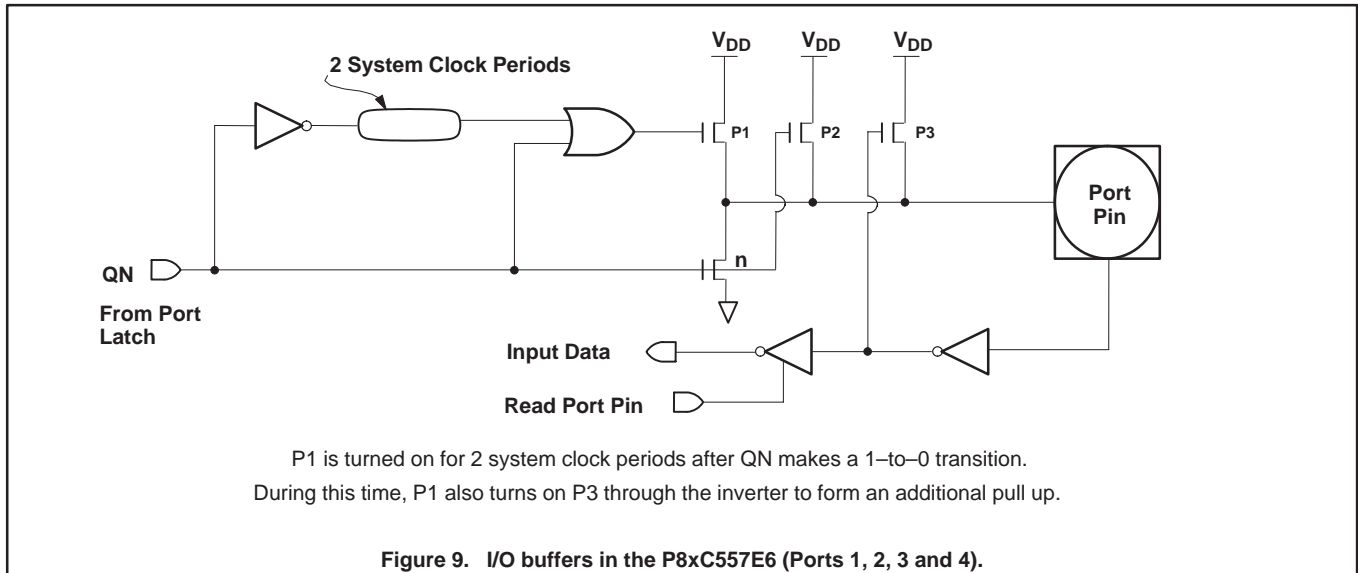 VDD VDD VDD
2 System Clock Periods
P1 P2 P3
Port
Pin
n
QN
From Port
Latch
Input Data
Read Port Pin
P1 is turned on for 2 system clock periods after QN makes a 1–to–0 transition.
During this time, P1 also turns on P3 through the inverter to form an additional pull up.
Figure 9. I/O buffers in the P8xC557E6 (Ports 1, 2, 3 and 4).